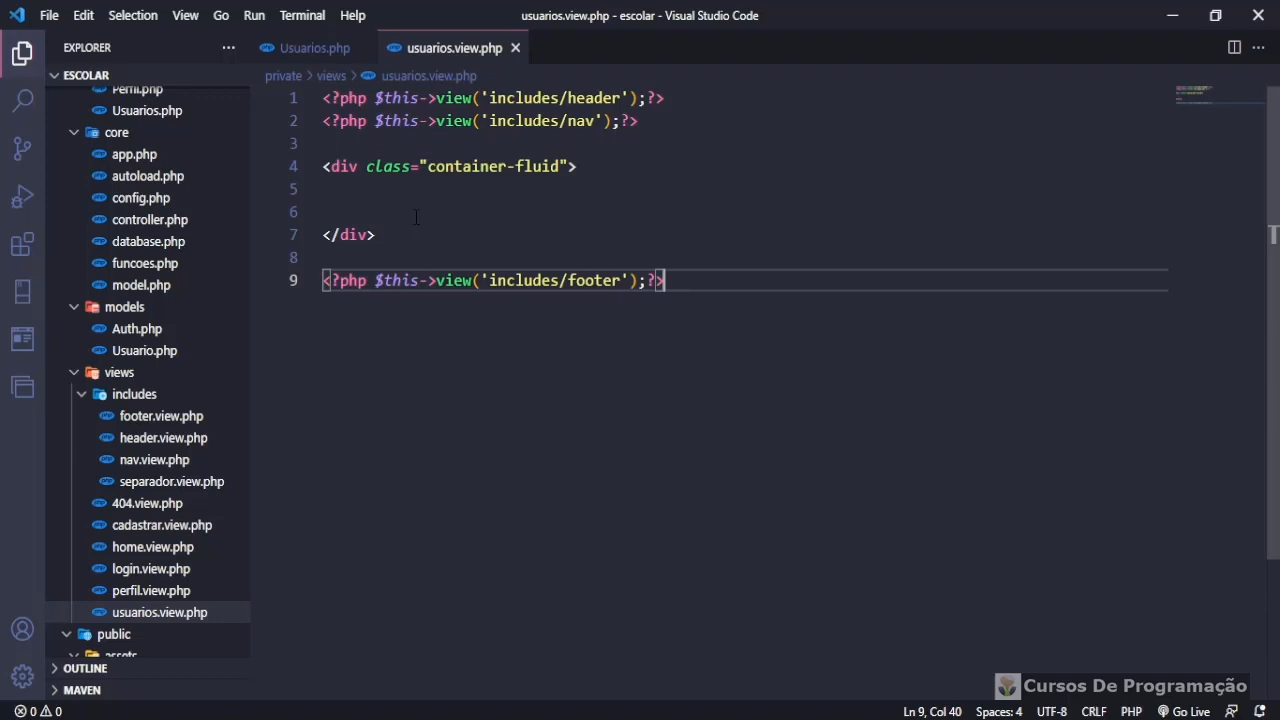 File Edit Selection View Go Run Terminal Help
usuarios.view.php - escolar - Visual Studio Code
EXPLORER
Usuarios.php
usuarios.view.php
ESCOLAR
private > views > usuarios.view.php
Perfil.php
Usuarios.php
core
app.php
autoload.php
config.php
controller.php
database.php
funcoes.php
model.php
models
Auth.php
Usuario.php
views
includes
footer.view.php
header.view.php
nav.view.php
separador.view.php
404.view.php
cadastrar.view.php
home.view.php
login.view.php
perfil.view.php
usuarios.view.php
public
assets
OUTLINE
MAVEN
1 <?php $this->view('includes/header');?>
2 <?php $this->view('includes/nav');?>
3
4 <div class="container-fluid">
5
6
7 </div>
8
9 <?php $this->view('includes/footer');?>
Cursos De Programação
0 0
Ln 9, Col 40
Spaces: 4
UTF-8
CRLF
PHP
Go Live